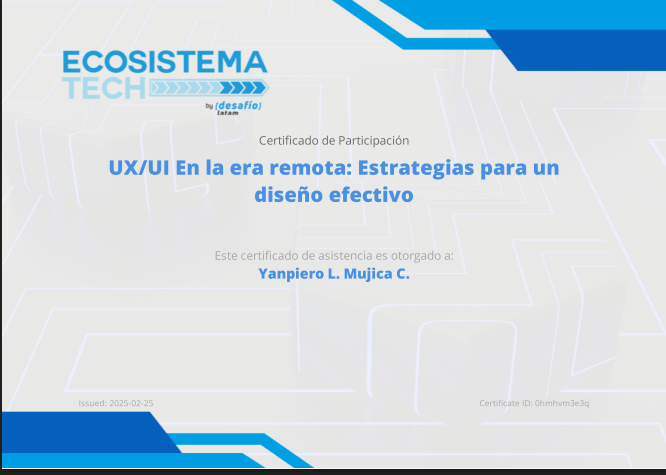 ECOSISTEMA
TECH
by {desafío}
latam
Certificado de Participación
UX/UI En la era remota: Estrategias para un
diseño efectivo
Este certificado de asistencia es otorgado a:
Yanpiero L. Mujica C.
Issued: 2025-02-25
Certificate ID: 0hmhvm3e3q